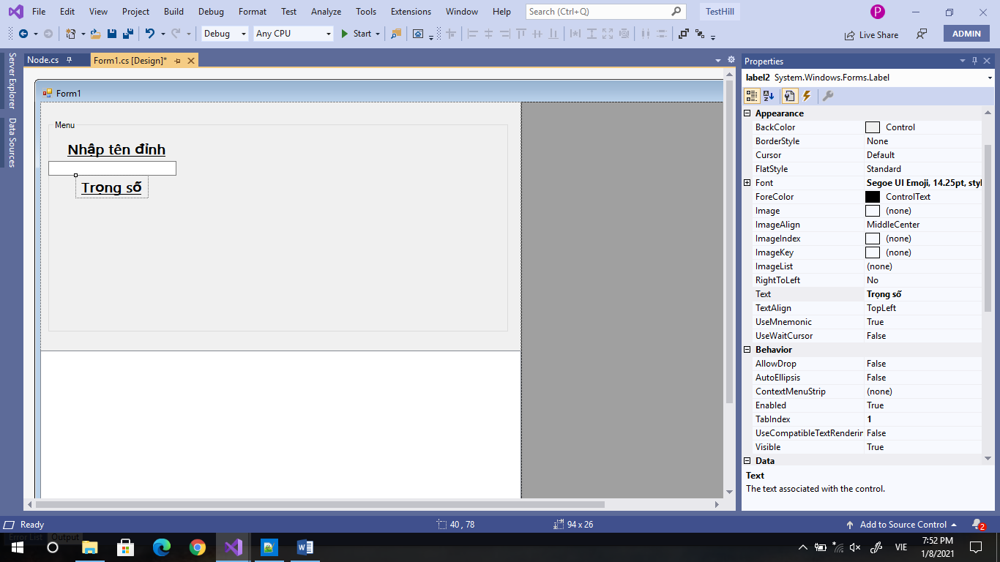 File Edit View Project Build Debug Format Test Analyze Tools Extensions Window Help Search (Ctrl+Q) TestHill P
Debug Any CPU Start Live Share ADMIN
Server Explorer
Data Sources
Node.cs Form1.cs [Design]*
Form1
Menu
Nhập tên đỉnh
Trọng số
Properties
label2 System.Windows.Forms.Label
Appearance
BackColor Control
BorderStyle None
Cursor Default
FlatStyle Standard
Font Segoe UI Emoji, 14.25pt, styl
ForeColor ControlText
Image (none)
ImageAlign MiddleCenter
ImageIndex (none)
ImageKey (none)
ImageList (none)
RightToLeft No
Text Trọng số
TextAlign TopLeft
UseMnemonic True
UseWaitCursor False
Behavior
AllowDrop False
AutoEllipsis False
ContextMenuStrip (none)
Enabled True
TabIndex 1
UseCompatibleTextRenderin False
Visible True
Data
Text
The text associated with the control.
Ready 40 , 78 94 x 26 Add to Source Control 2
Error List Output
VIE 7:52 PM
1/8/2021